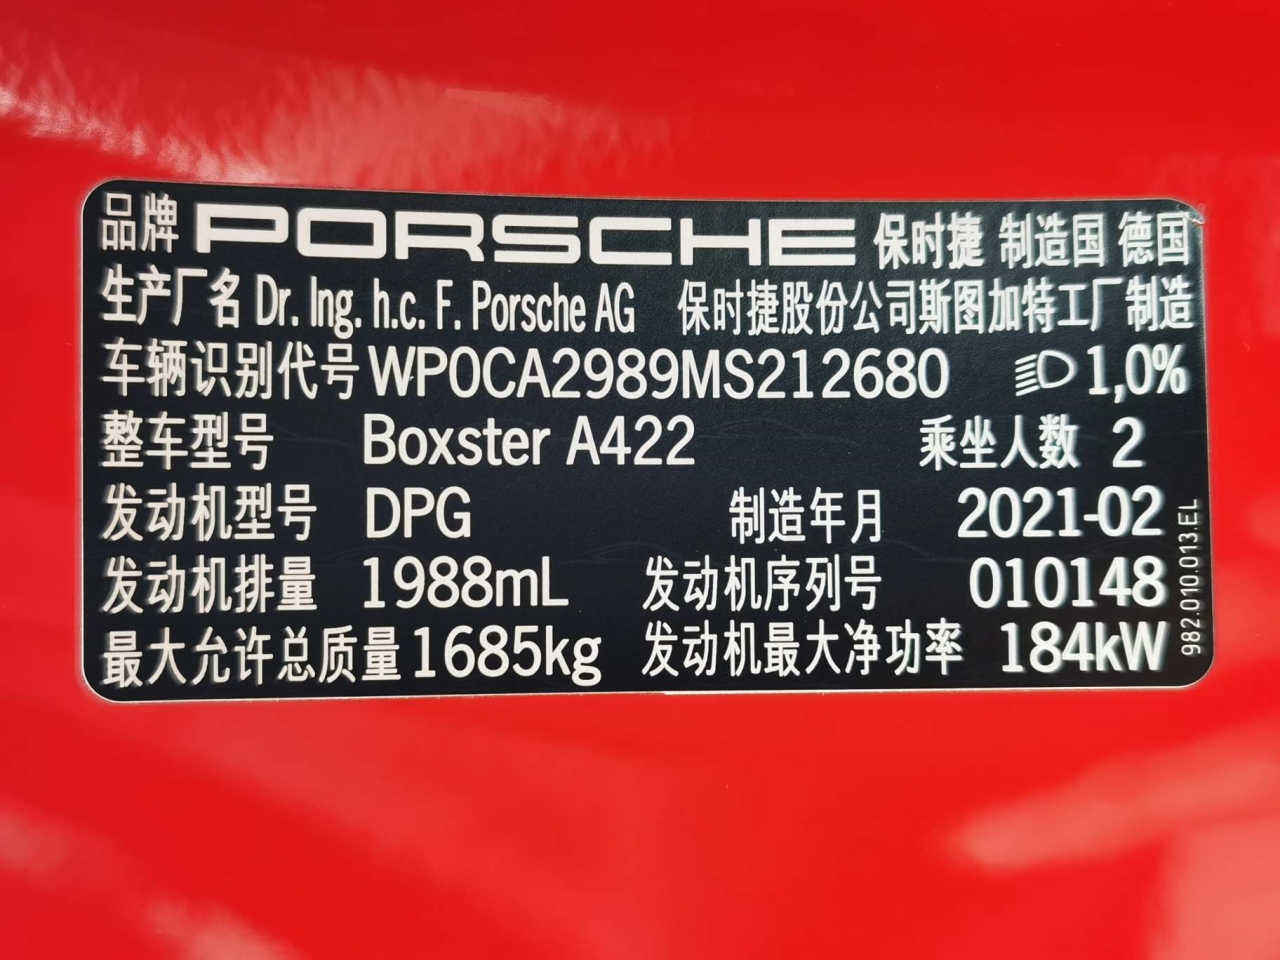 品牌 PORSCHE 保时捷 制造国 德国
生产厂名 Dr. Ing. h.c. F. Porsche AG 保时捷股份公司斯图加特工厂制造
车辆识别代号 WP0CA2989MS212680 1,0%
整车型号 Boxster A422 乘坐人数 2
发动机型号 DPG 制造年月 2021-02
发动机排量 1988mL 发动机序列号 010148
最大允许总质量 1685kg 发动机最大净功率 184kW
982.010.013.EL